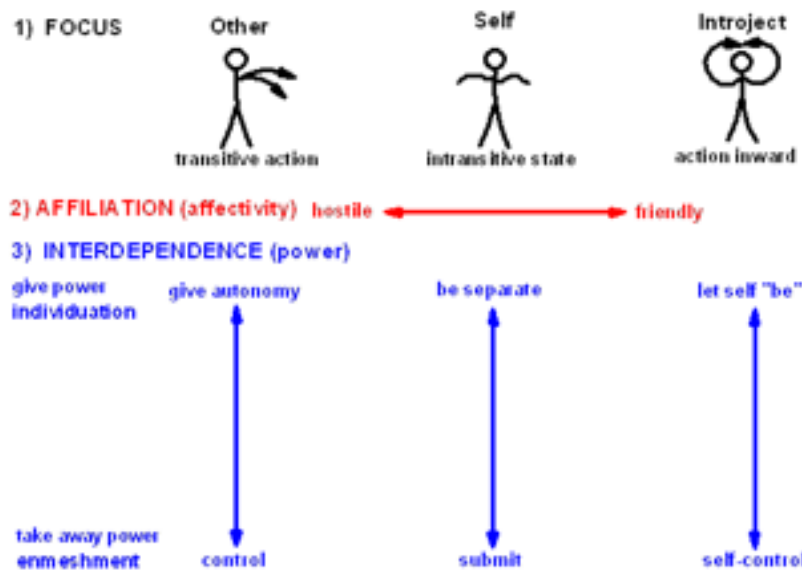 1) FOCUS
Other
Self
Introject
transitive action
intransitive state
action inward
2) AFFILIATION (affectivity) hostile friendly
3) INTERDEPENDENCE (power)
give power
individuation
give autonomy
be separate
let self "be"
take away power
enmeshment
control
submit
self-control